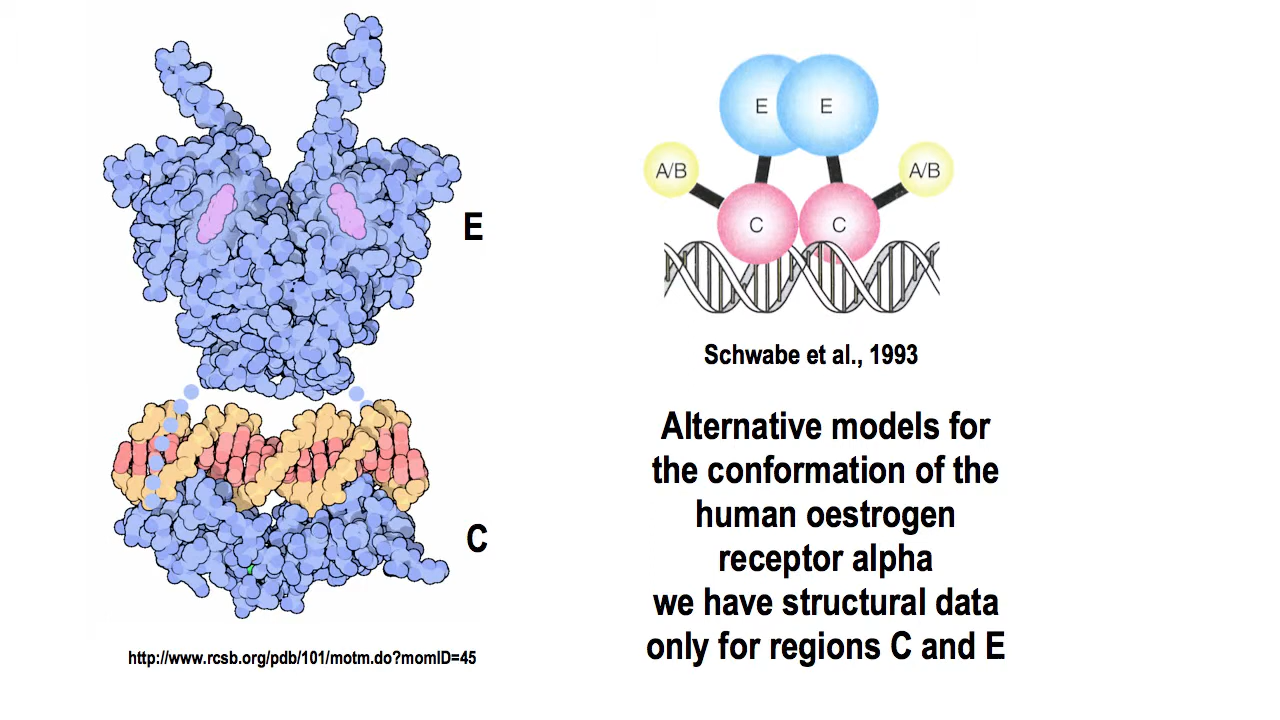 E
C
http://www.rcsb.org/pdb/101/motm.do?momID=45
E E
A/B A/B
C C
Schwabe et al., 1993
Alternative models for
the conformation of the
human oestrogen
receptor alpha
we have structural data
only for regions C and E